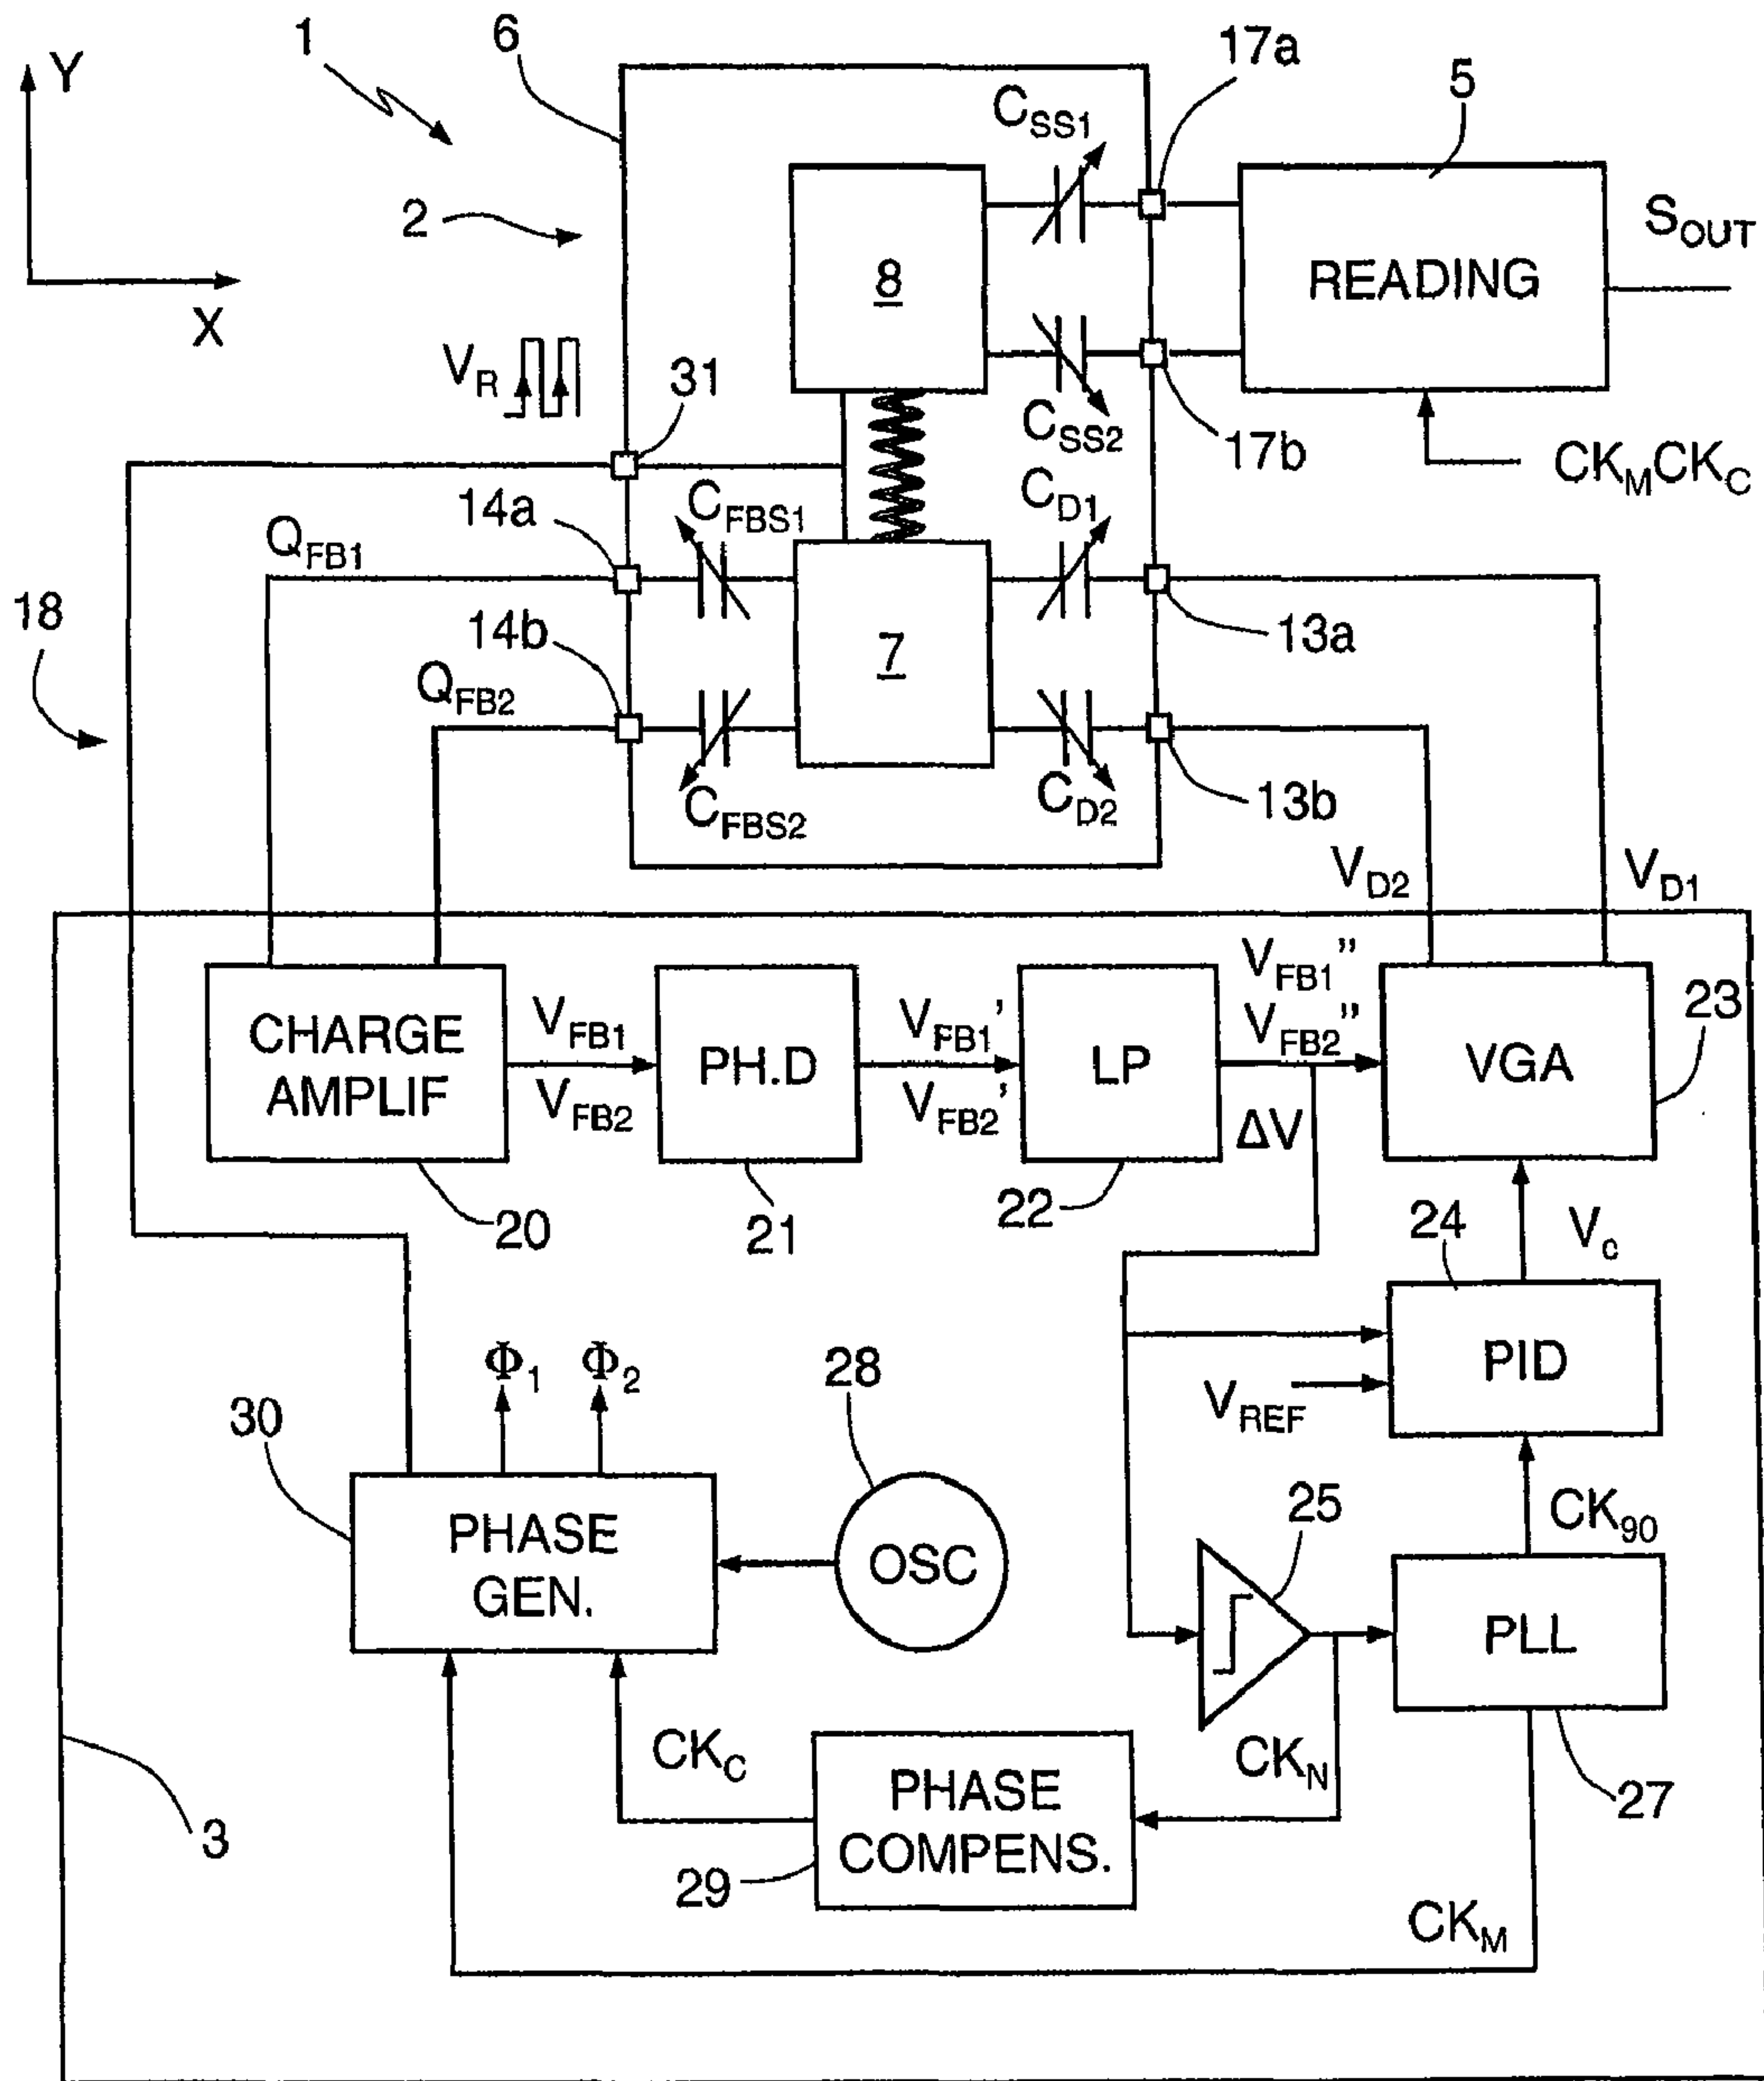 1
6
17a
5
Y
C_SS1
2
8
READING
S_OUT
X
V_R
31
C_SS2
17b
CK_M CK_C
14a
C_FBS1
C_D1
Q_FB1
18
14b
7
13a
Q_FB2
C_FBS2
C_D2
13b
V_D2
V_D1
CHARGE
AMPLIF
V_FB1
V_FB2
PH.D
V_FB1'
V_FB2'
LP
V_FB1"
V_FB2"
ΔV
VGA
23
20
21
22
24
V_c
Φ1
Φ2
28
PID
V_REF
30
PHASE
GEN.
OSC
25
CK_90
PLL
CK_C
PHASE
COMPENS.
CK_N
27
3
29
CK_M